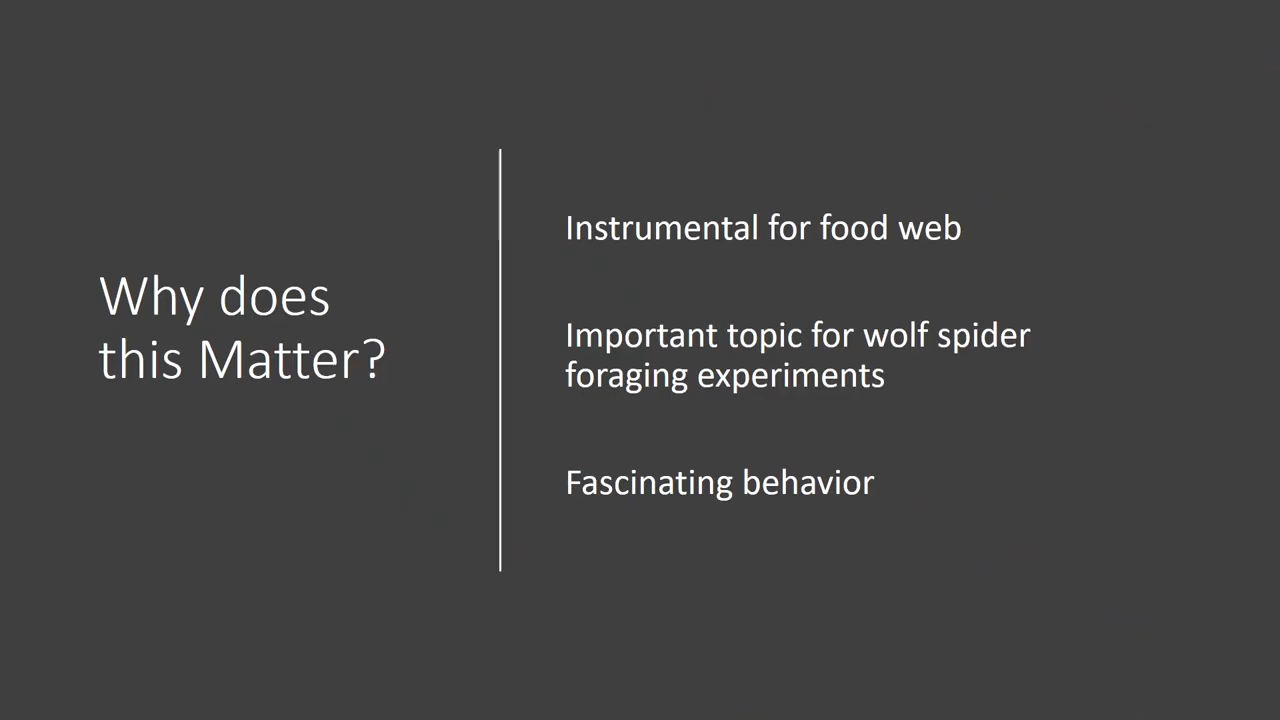 Why does
this Matter?
Instrumental for food web
Important topic for wolf spider
foraging experiments
Fascinating behavior